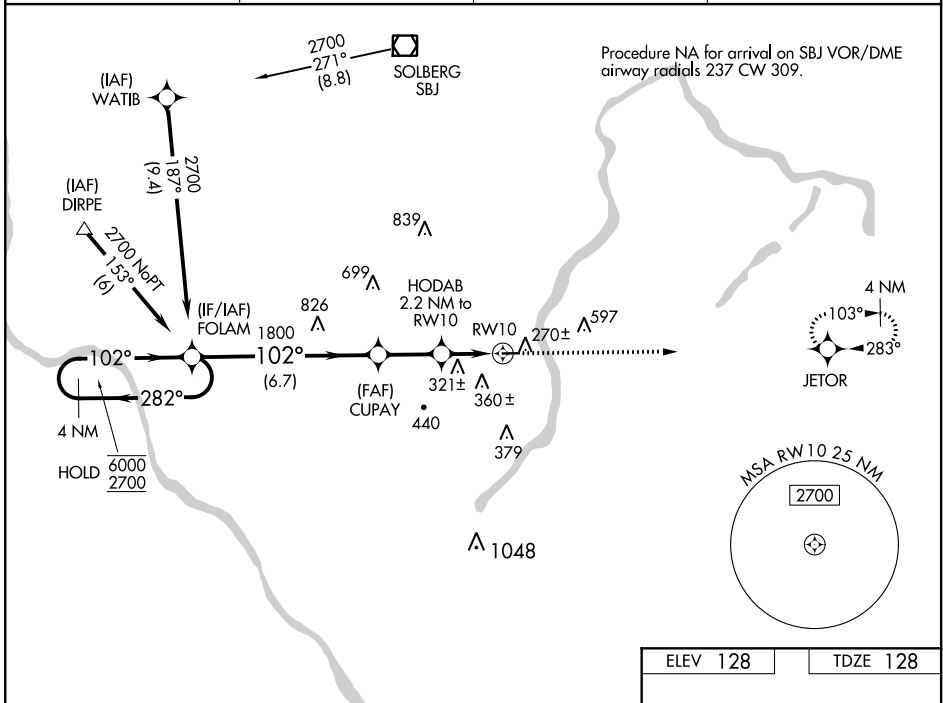 2700
271°
(8.8)
SOLBERG
SBJ
Procedure NA for arrival on SBJ VOR/DME
airway radials 237 CW 309.
(IAF)
WATIB
2700
187°
(9.4)
(IAF)
DIRPE
2700 NoPT
153°
(6)
839
699
826
HODAB
2.2 NM to
RW10
(IF/IAF)
FOLAM
1800
102°
(6.7)
RW10
270±
597
4 NM
103°
283°
JETOR
102°
282°
(FAF)
CUPAY
321±
360±
440
379
4 NM
HOLD
6000
2700
1048
MSA RW10 25 NM
2700
ELEV 128
TDZE 128